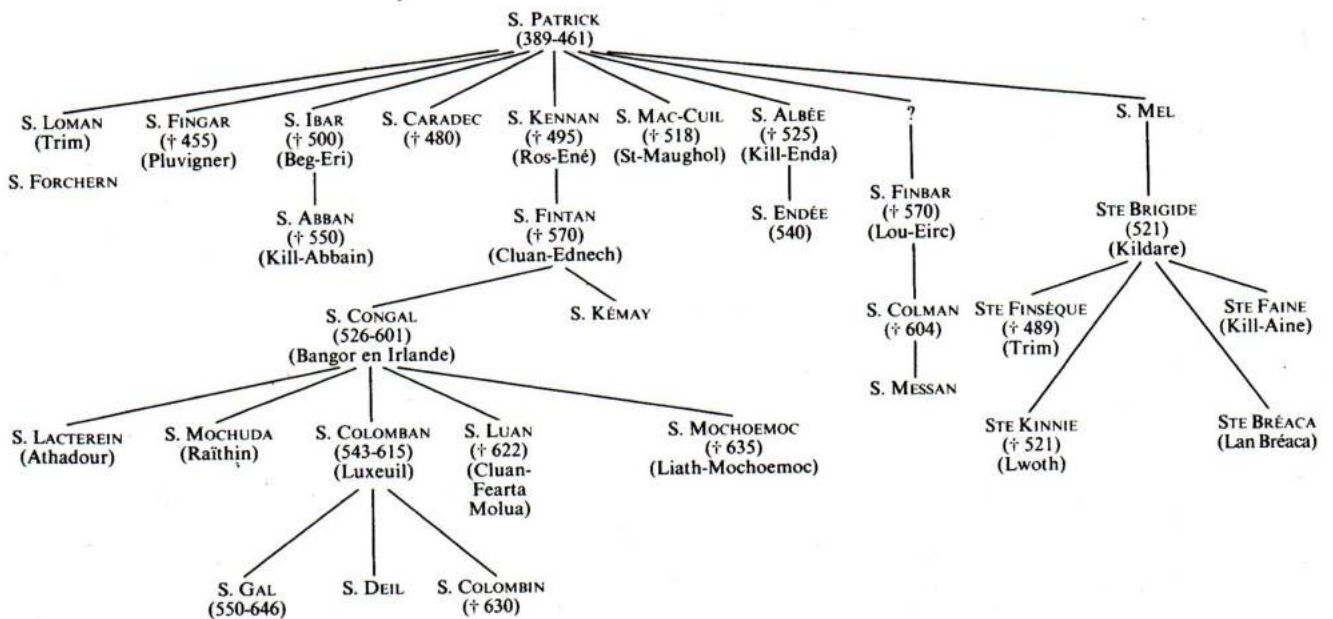 S. PATRICK
(389-461)
S. LOMAN
(Trim)
S. FINGAR
(† 455)
(Pluvigner)
S. IBAR
(† 500)
(Beg-Eri)
S. CARADEC
(† 480)
S. KENNAN
(† 495)
(Ros-Ené)
S. MAC-CUIL
(† 518)
(St-Maughol)
S. ALBÉE
(† 525)
(Kill-Enda)
?
S. MEL
S. FORCHERN
S. ABBAN
(† 550)
(Kill-Abbain)
S. FINTAN
(† 570)
(Cluan-Ednech)
S. ENDÉE
(540)
S. FINBAR
(† 570)
(Lou-Eirc)
STE BRIGIDE
(521)
(Kildare)
S. CONGAL
(526-601)
(Bangor en Irlande)
S. KÉMAY
S. COLMAN
(† 604)
STE FINSÈQUE
(† 489)
(Trim)
STE FAINE
(Kill-Aine)
S. MESSAN
S. LACTEREIN
(Athadour)
S. MOCHUDA
(Raïthin)
S. COLOMBAN
(543-615)
(Luxeuil)
S. LUAN
(† 622)
(Cluan-
Fearta
Molua)
S. MOCHOEMOC
(† 635)
(Liath-Mochoemoc)
STE KINNIE
(† 521)
(Lwoth)
STE BRÉACA
(Lan Bréaca)
S. GAL
(550-646)
S. DEIL
S. COLOMBIN
(† 630)